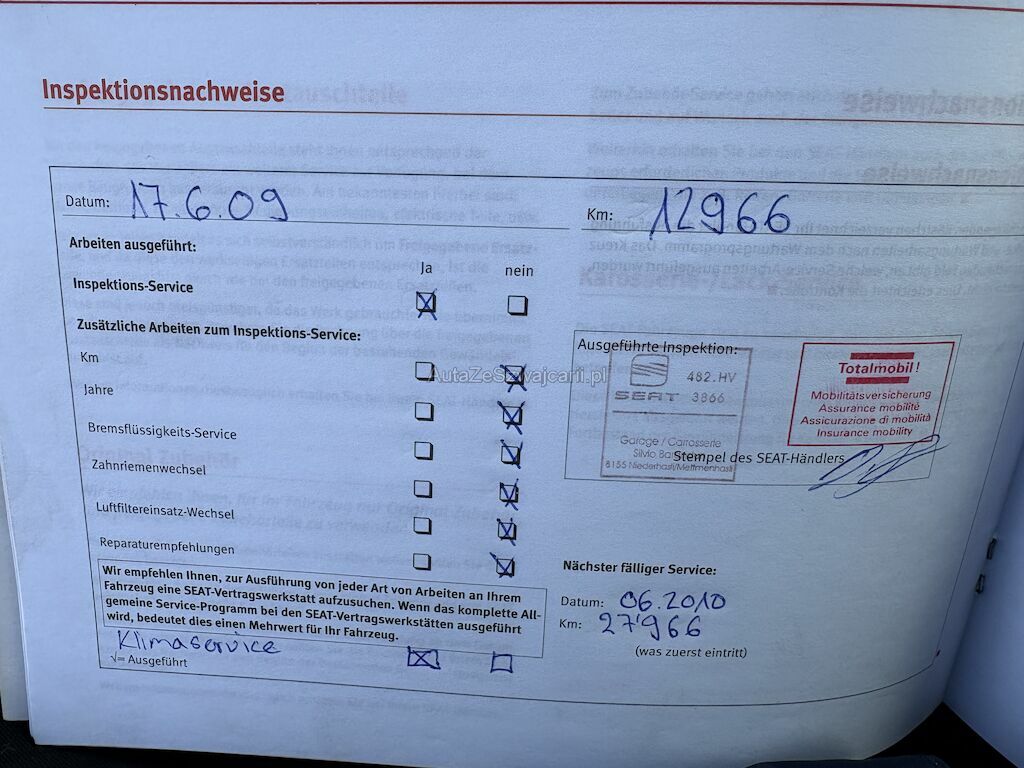 Inspektionsnachweise
Datum: 17.6.09
Km: 12966
Arbeiten ausgeführt:
Ja nein
Inspektions-Service
Zusätzliche Arbeiten zum Inspektions-Service:
Km
Jahre
Bremsflüssigkeits-Service
Zahnriemenwechsel
Luftfiltereinsatz-Wechsel
Reparaturempfehlungen
Wir empfehlen Ihnen, zur Ausführung von jeder Art von Arbeiten an Ihrem
Fahrzeug eine SEAT-Vertragswerkstatt aufzusuchen. Wenn das komplette All-
gemeine Service-Programm bei den SEAT-Vertragswerkstätten ausgeführt
wird, bedeutet dies einen Mehrwert für Ihr Fahrzeug.
Klimaservice
√= Ausgeführt
Ausgeführte Inspektion:
482.HV
SEAT 3866
Garage / Carrosserie
Silvio
8155 Niederhasli/Mettmenhasli
Stempel des SEAT-Händlers
Totalmobil!
Mobilitätsversicherung
Assurance mobilité
Assicurazione di mobilità
Insurance mobility
Nächster fälliger Service:
Datum: 06.2010
Km: 27'966
(was zuerst eintritt)
AutaZeSzwajcarii.pl